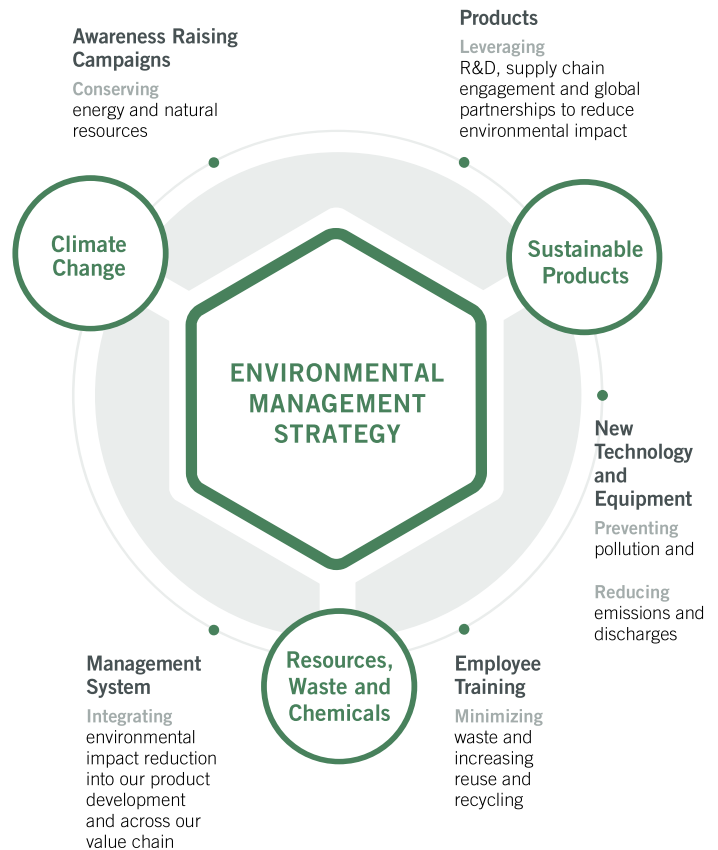 Awareness Raising
Campaigns
Conserving
energy and natural
resources
Products
Leveraging
R&D, supply chain
engagement and global
partnerships to reduce
environmental impact
Climate
Change
Sustainable
Products
ENVIRONMENTAL
MANAGEMENT
STRATEGY
New
Technology
and
Equipment
Preventing
pollution and
Reducing
emissions and
discharges
Management
System
Integrating
environmental
impact reduction
into our product
development
and across our
value chain
Resources,
Waste and
Chemicals
Employee
Training
Minimizing
waste and
increasing
reuse and
recycling